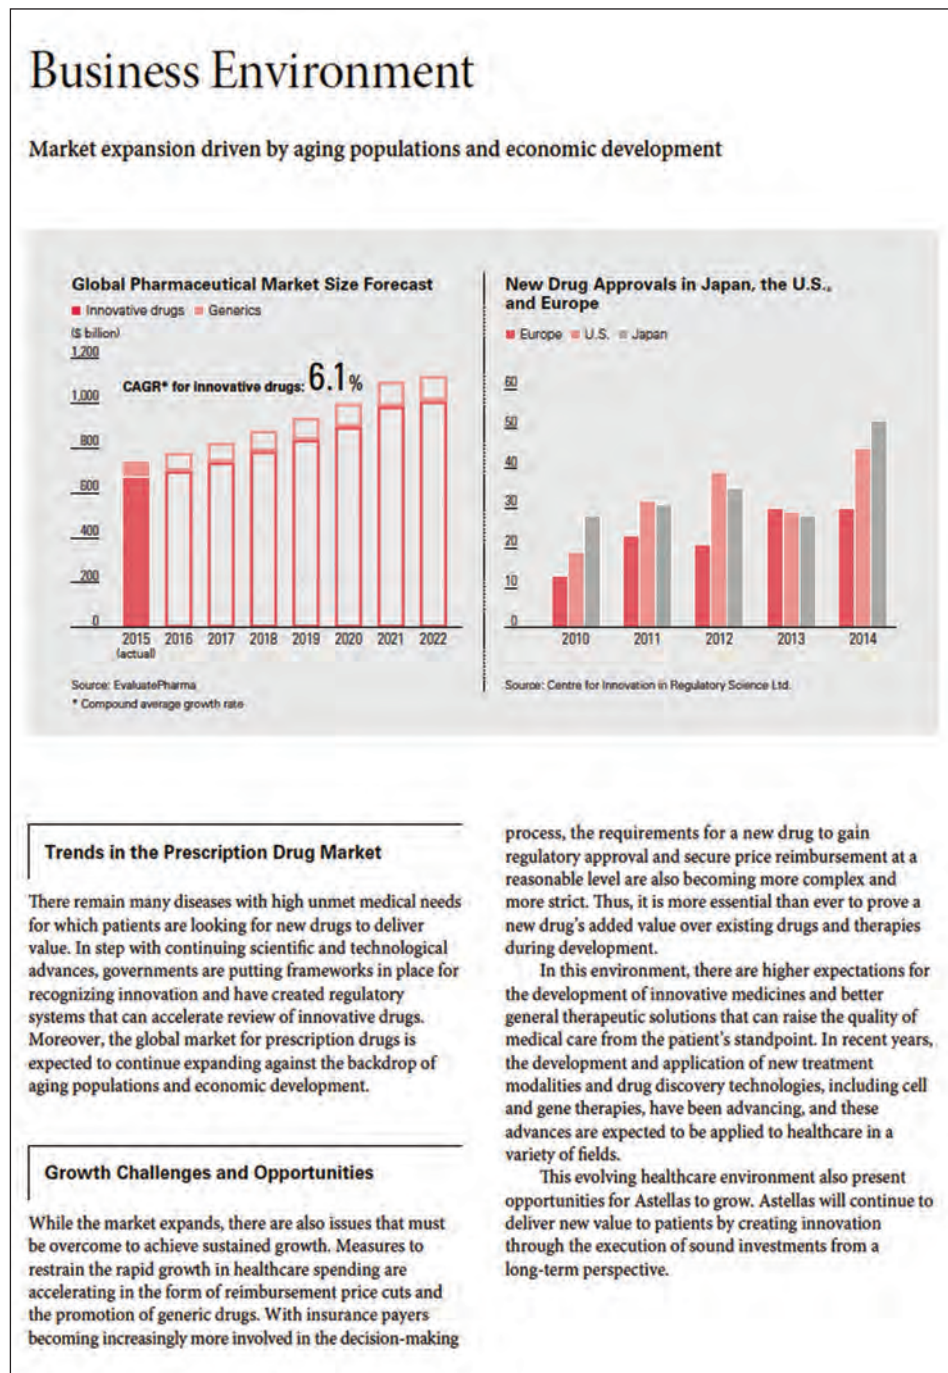 Business Environment
Market expansion driven by aging populations and economic development
Global Pharmaceutical Market Size Forecast
Innovative drugs Generics
($ billion)
1,200
1,000
800
600
400
200
0
CAGR* for innovative drugs: 6.1%
2015 2016 2017 2018 2019 2020 2021 2022
(actual)
Source: EvaluatePharma
* Compound average growth rate
New Drug Approvals in Japan, the U.S.,
and Europe
Europe U.S. Japan
60
50
40
30
20
10
0
2010 2011 2012 2013 2014
Source: Centre for Innovation in Regulatory Science Ltd.
Trends in the Prescription Drug Market
There remain many diseases with high unmet medical needs
for which patients are looking for new drugs to deliver
value. In step with continuing scientific and technological
advances, governments are putting frameworks in place for
recognizing innovation and have created regulatory
systems that can accelerate review of innovative drugs.
Moreover, the global market for prescription drugs is
expected to continue expanding against the backdrop of
aging populations and economic development.
Growth Challenges and Opportunities
While the market expands, there are also issues that must
be overcome to achieve sustained growth. Measures to
restrain the rapid growth in healthcare spending are
accelerating in the form of reimbursement price cuts and
the promotion of generic drugs. With insurance payers
becoming increasingly more involved in the decision-making
process, the requirements for a new drug to gain
regulatory approval and secure price reimbursement at a
reasonable level are also becoming more complex and
more strict. Thus, it is more essential than ever to prove a
new drug's added value over existing drugs and therapies
during development.
In this environment, there are higher expectations for
the development of innovative medicines and better
general therapeutic solutions that can raise the quality of
medical care from the patient's standpoint. In recent years,
the development and application of new treatment
modalities and drug discovery technologies, including cell
and gene therapies, have been advancing, and these
advances are expected to be applied to healthcare in a
variety of fields.
This evolving healthcare environment also present
opportunities for Astellas to grow. Astellas will continue to
deliver new value to patients by creating innovation
through the execution of sound investments from a
long-term perspective.